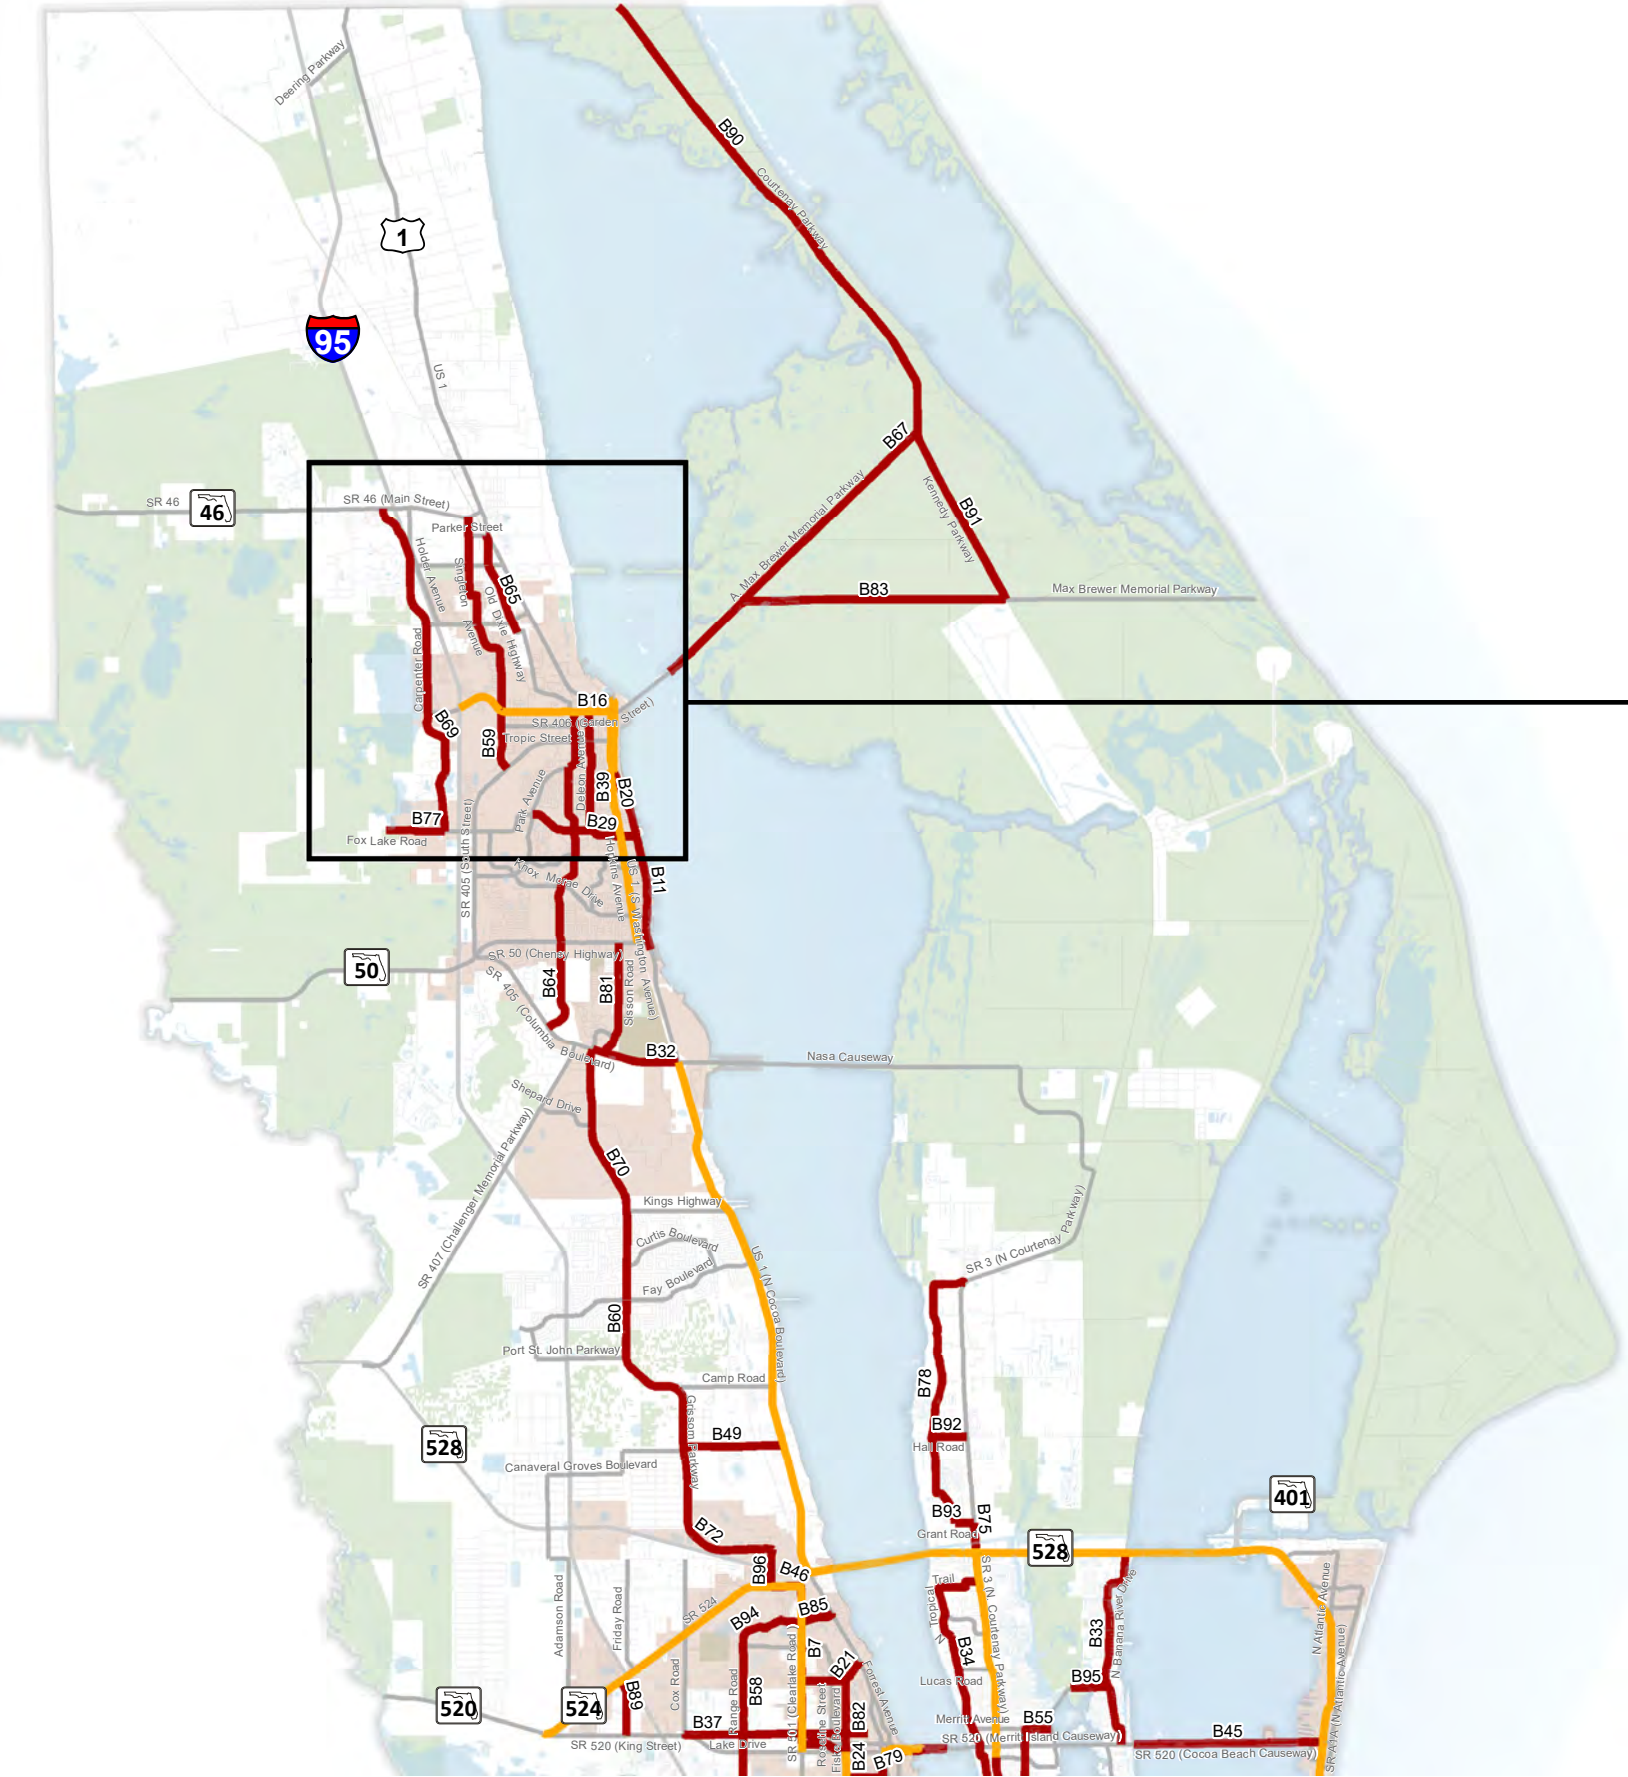 Deering Parkway
B90
Courtenay Parkway
1
95
US 1
B67
A. Max Brewer Memorial Parkway
Kennedy Parkway
B91
SR 46
46
SR 46 (Main Street)
Parker Street
Holder Avenue
Singleton Avenue
B65
Old Dixie Highway
B83
Max Brewer Memorial Parkway
Carpenter Road
B69
B59
B16
SR 406 (Garden Street)
Tropic Street
Deleon Avenue
B39
B20
Park Avenue
B77
B29
Fox Lake Road
SR 405 (South Street)
Knox McRae Drive
Hopkins Avenue
US 1 (S Washington Avenue)
B11
50
SR 50 (Cheney Highway)
SR 405 (Columbia Boulevard)
B64
B81
Sisson Road
B32
Nasa Causeway
Shepard Drive
SR 407 (Challenger Memorial Parkway)
B70
Kings Highway
Curtis Boulevard
Fay Boulevard
US 1 (N Cocoa Boulevard)
SR 3 (N Courtenay Parkway)
B60
Port St. John Parkway
Camp Road
B78
Grissom Parkway
B49
B92
Hall Road
528
Canaveral Groves Boulevard
401
B93
B75
Grant Road
B72
528
B96
B46
SR 524
B94
B85
N Tropical Trail
SR 3 (N. Courtenay Parkway)
N Banana River Drive
N Atlantic Avenue
Adamson Road
Friday Road
Cox Road
Range Road
B58
SR 501 (Clearlake Road)
B7
B21
Forrest Avenue
B34
B33
Lucas Road
B95
520
524
B89
B37
Rosetine Street
Fiske Boulevard
B82
Merritt Avenue
B55
SR 520 (King Street)
Lake Drive
B24
B79
SR 520 (Merritt Island Causeway)
B45
SR 520 (Cocoa Beach Causeway)
SR A1A (N Atlantic Avenue)